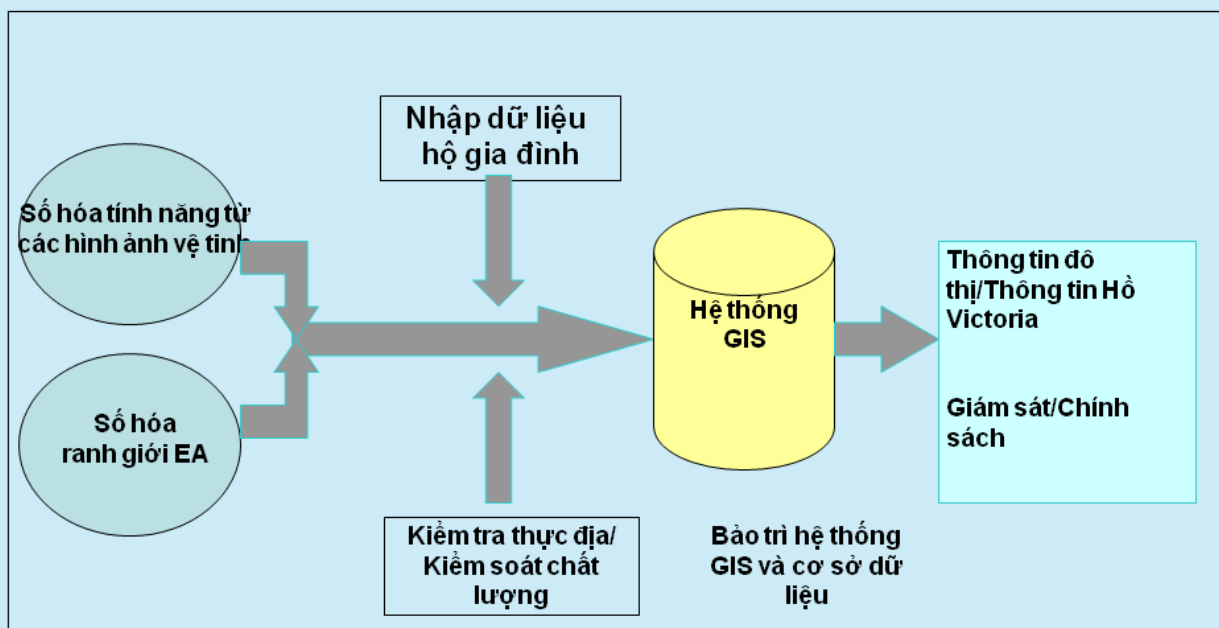 Nhập dữ liệu
hộ gia đình
Số hóa tính năng từ
các hình ảnh vệ tinh
Số hóa
ranh giới EA
Hệ thống
GIS
Thông tin đô
thị/Thông tin Hồ
Victoria
Giám sát/Chính
sách
Kiểm tra thực địa/
Kiểm soát chất
lượng
Bảo trì hệ thống
GIS và cơ sở dữ
liệu